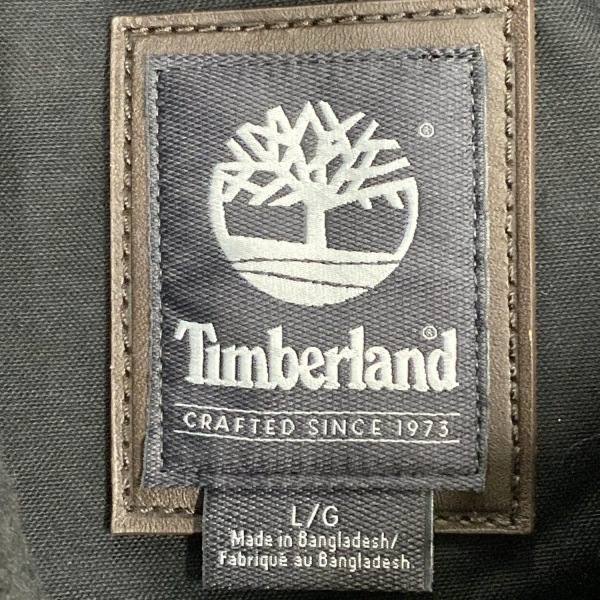 ®
Timberland®
CRAFTED SINCE 1973
L/G
Made in Bangladesh/
Fabriqué au Bangladesh